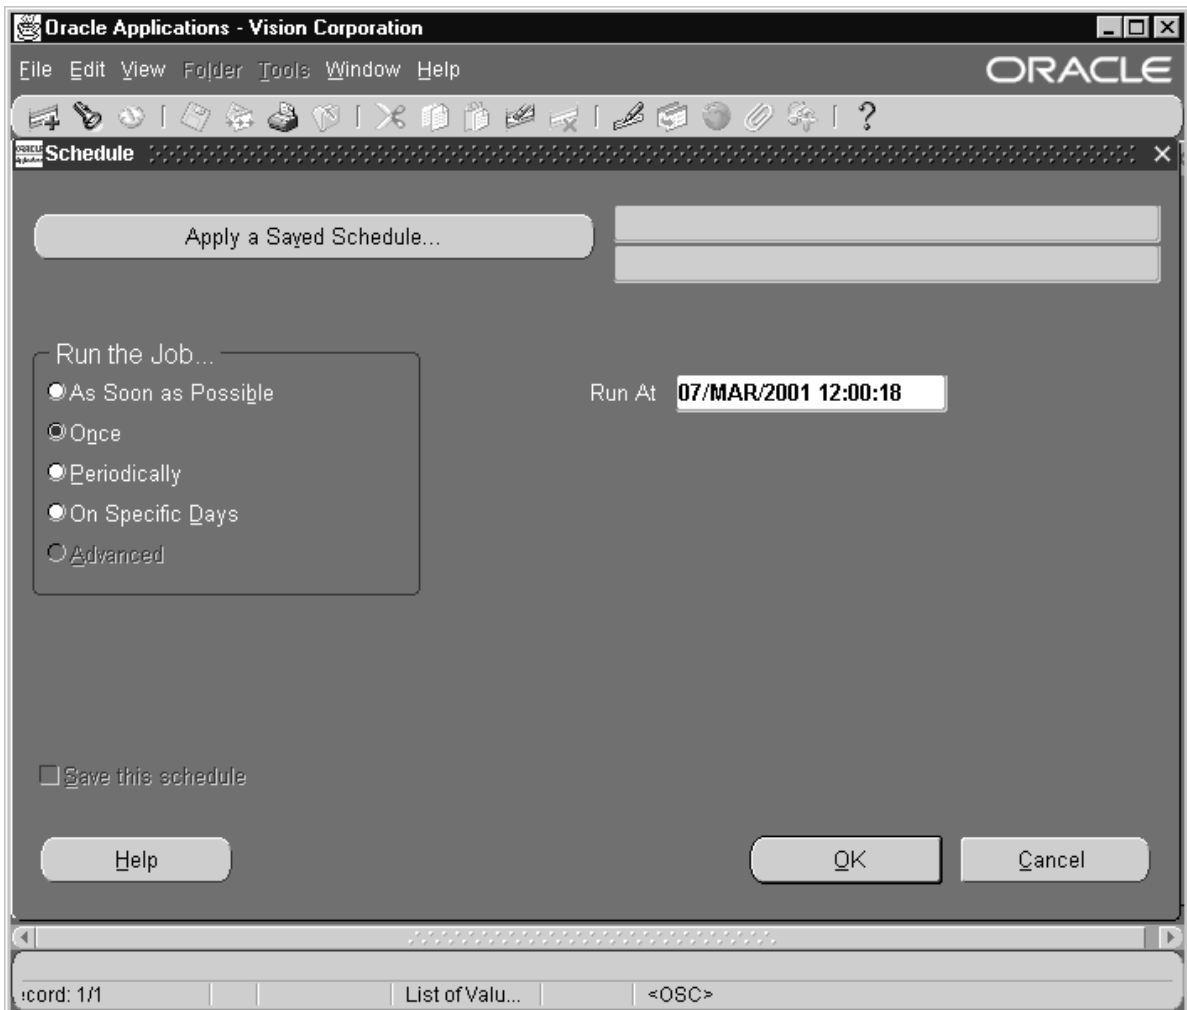 Oracle Applications - Vision Corporation
File Edit View Folder Tools Window Help
ORACLE
?
Schedule
Apply a Saved Schedule...
Run the Job...
As Soon as Possible
Once
Periodically
On Specific Days
Advanced
Run At 07/MAR/2001 12:00:18
Save this schedule
Help
OK
Cancel
cord: 1/1
List of Valu...
<OSC>